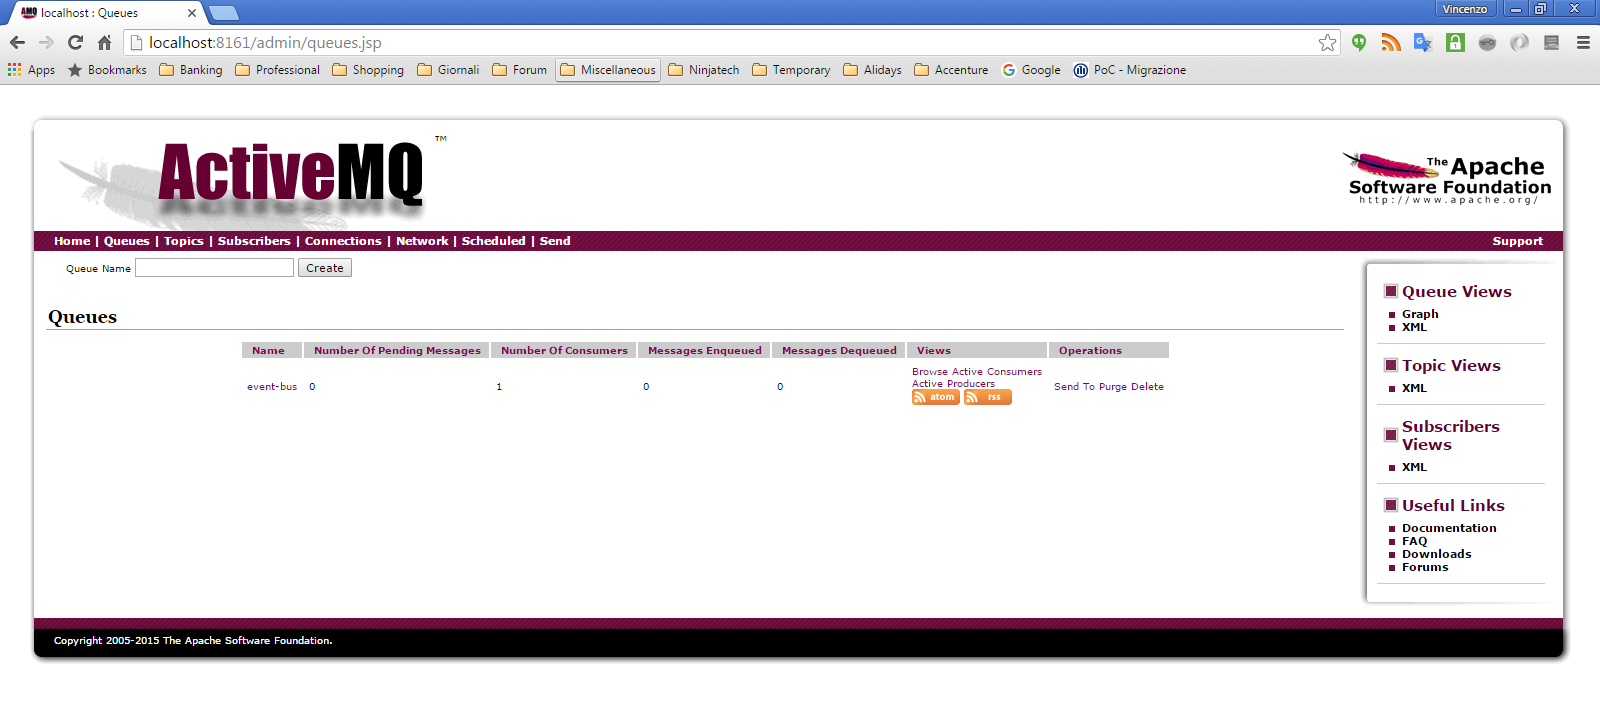 AMQ localhost : Queues
Vincenzo
localhost:8161/admin/queues.jsp
Apps Bookmarks Banking Professional Shopping Giornali Forum Miscellaneous Ninjatech Temporary Alidays Accenture Google PoC - Migrazione
ActiveMQ ™
The Apache
Software Foundation
http://www.apache.org/
Home | Queues | Topics | Subscribers | Connections | Network | Scheduled | Send
Support
Queue Name Create
Queues
Name Number Of Pending Messages Number Of Consumers Messages Enqueued Messages Dequeued Views Operations
event-bus 0 1 0 0
Browse Active Consumers
Active Producers
atom rss
Send To Purge Delete
Queue Views
Graph
XML
Topic Views
XML
Subscribers
Views
XML
Useful Links
Documentation
FAQ
Downloads
Forums
Copyright 2005-2015 The Apache Software Foundation.